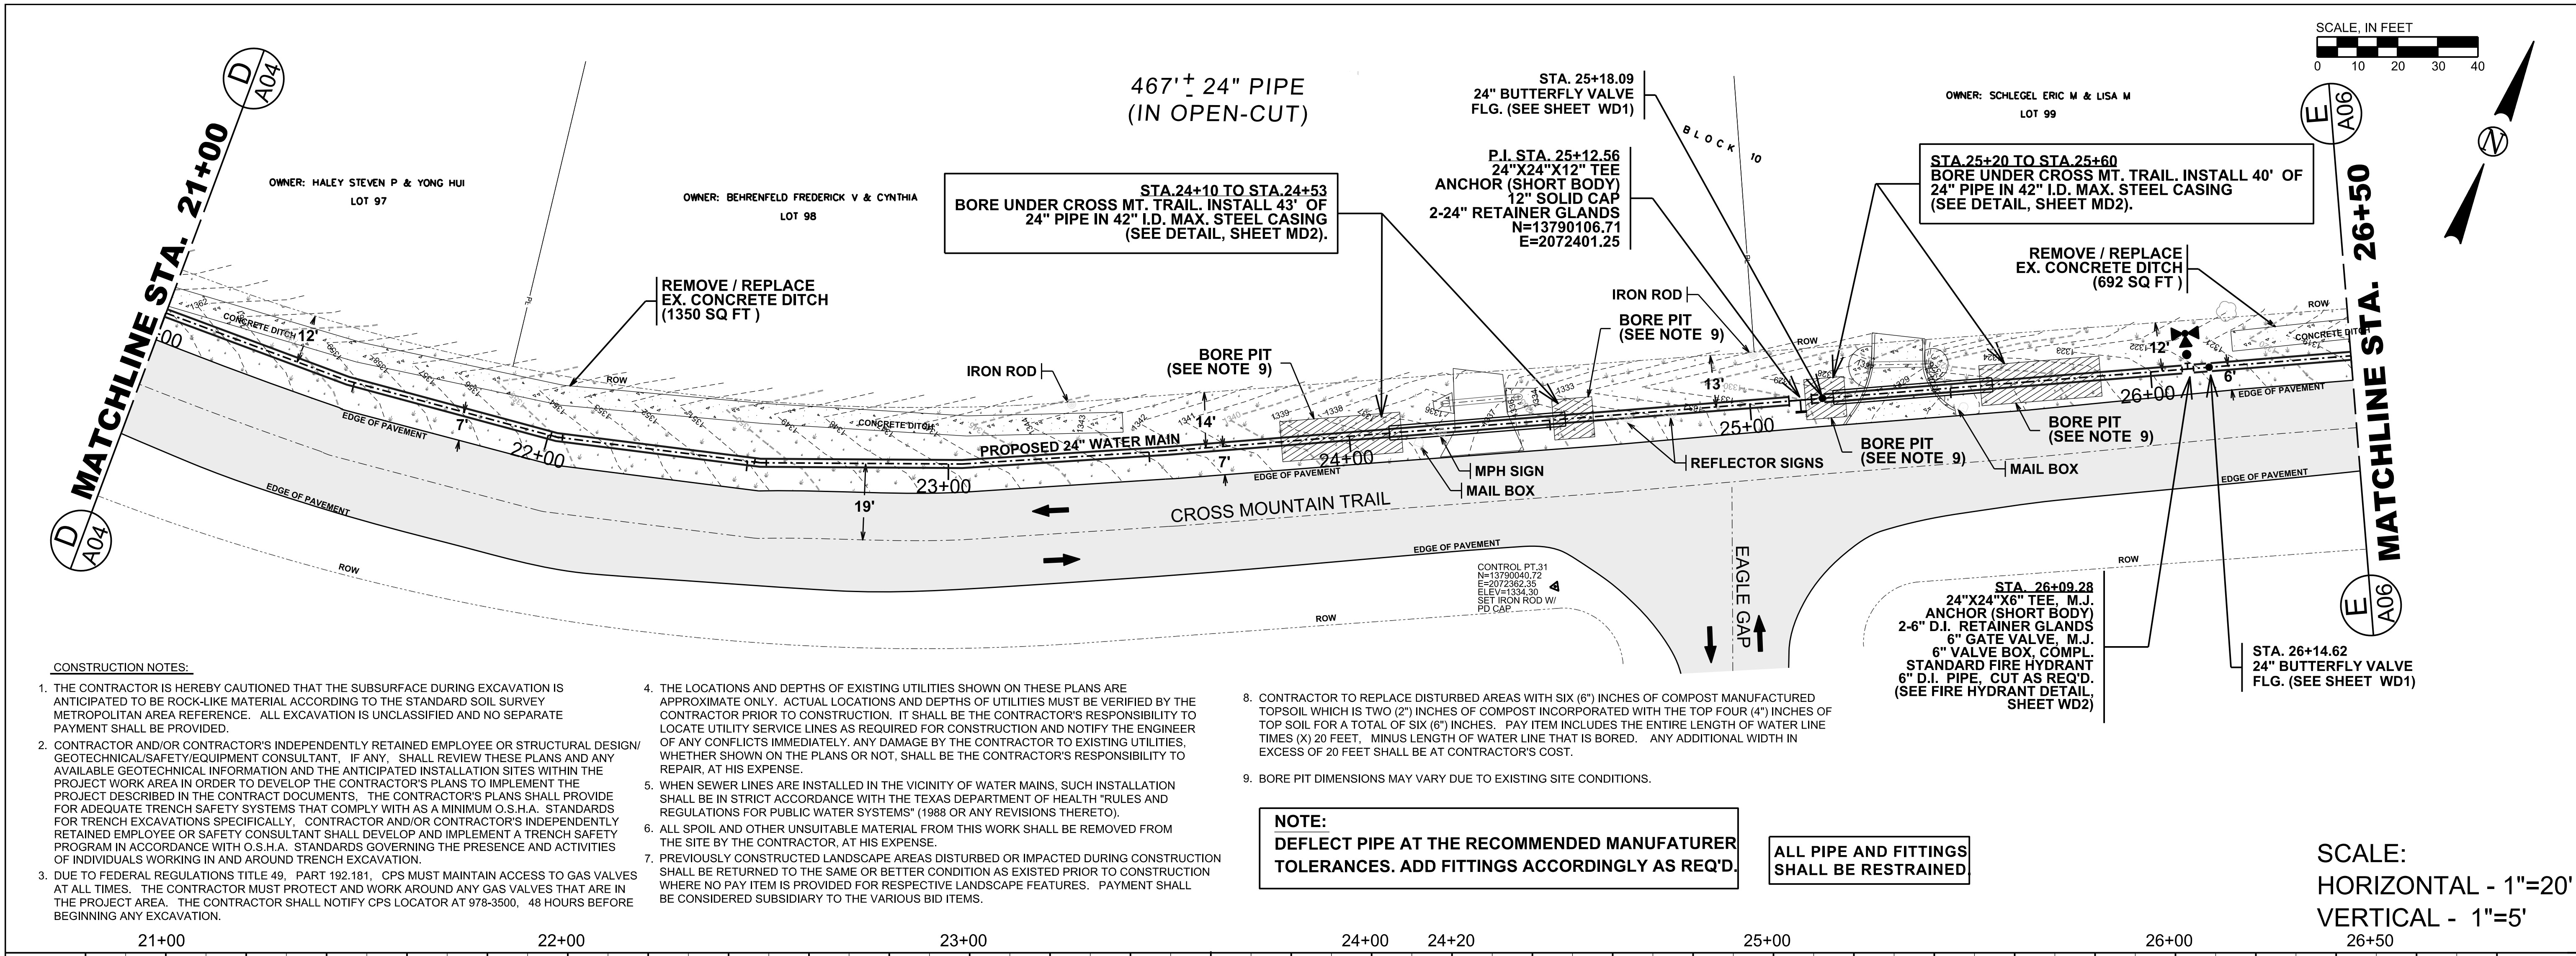 SCALE, IN FEET
0 10 20 30 40
N
D
A04
MATCHLINE STA. 21+00
D
A04
E
A06
MATCHLINE STA. 26+50
E
A06
OWNER: HALEY STEVEN P & YONG HUI
LOT 97
OWNER: BEHRENFELD FREDERICK V & CYNTHIA
LOT 98
467' +- 24" PIPE
(IN OPEN-CUT)
STA.24+10 TO STA.24+53
BORE UNDER CROSS MT. TRAIL. INSTALL 43' OF
24" PIPE IN 42" I.D. MAX. STEEL CASING
(SEE DETAIL, SHEET MD2).
STA. 25+18.09
24" BUTTERFLY VALVE
FLG. (SEE SHEET WD1)
P.I. STA. 25+12.56
24"X24"X12" TEE
ANCHOR (SHORT BODY)
12" SOLID CAP
2-24" RETAINER GLANDS
N=13790106.71
E=2072401.25
BLOCK 10
OWNER: SCHLEGEL ERIC M & LISA M
LOT 99
STA.25+20 TO STA.25+60
BORE UNDER CROSS MT. TRAIL. INSTALL 40' OF
24" PIPE IN 42" I.D. MAX. STEEL CASING
(SEE DETAIL, SHEET MD2).
REMOVE / REPLACE
EX. CONCRETE DITCH
(1350 SQ FT )
REMOVE / REPLACE
EX. CONCRETE DITCH
(692 SQ FT )
IRON ROD
BORE PIT
(SEE NOTE 9)
IRON ROD
BORE PIT
(SEE NOTE 9)
PL
PL
1362
CONCRETE DITCH
12'
ROW
7'
CONCRETE DITCH
1343
1342
1341
1340
14'
1339
1338
1336
1333
13'
ROW
1324
1323
1322
12'
ROW
CONCRETE DITCH
6'
:00
22+00
23+00
24+00
25+00
26+00
PROPOSED 24" WATER MAIN
7'
19'
EDGE OF PAVEMENT
EDGE OF PAVEMENT
EDGE OF PAVEMENT
EDGE OF PAVEMENT
EDGE OF PAVEMENT
EDGE OF PAVEMENT
MPH SIGN
MAIL BOX
REFLECTOR SIGNS
BORE PIT
(SEE NOTE 9)
BORE PIT
(SEE NOTE 9)
MAIL BOX
CROSS MOUNTAIN TRAIL
EAGLE GAP
ROW
ROW
ROW
CONTROL PT.31
N=13790040.72
E=2072362.35
ELEV=1334.30
SET IRON ROD W/
PD CAP
STA. 26+09.28
24"X24"X6" TEE, M.J.
ANCHOR (SHORT BODY)
2-6" D.I. RETAINER GLANDS
6" GATE VALVE, M.J.
6" VALVE BOX, COMPL.
STANDARD FIRE HYDRANT
6" D.I. PIPE, CUT AS REQ'D.
(SEE FIRE HYDRANT DETAIL,
SHEET WD2)
STA. 26+14.62
24" BUTTERFLY VALVE
FLG. (SEE SHEET WD1)
CONSTRUCTION NOTES:
1. THE CONTRACTOR IS HEREBY CAUTIONED THAT THE SUBSURFACE DURING EXCAVATION IS
ANTICIPATED TO BE ROCK-LIKE MATERIAL ACCORDING TO THE STANDARD SOIL SURVEY
METROPOLITAN AREA REFERENCE. ALL EXCAVATION IS UNCLASSIFIED AND NO SEPARATE
PAYMENT SHALL BE PROVIDED.
2. CONTRACTOR AND/OR CONTRACTOR'S INDEPENDENTLY RETAINED EMPLOYEE OR STRUCTURAL DESIGN/
GEOTECHNICAL/SAFETY/EQUIPMENT CONSULTANT, IF ANY, SHALL REVIEW THESE PLANS AND ANY
AVAILABLE GEOTECHNICAL INFORMATION AND THE ANTICIPATED INSTALLATION SITES WITHIN THE
PROJECT WORK AREA IN ORDER TO DEVELOP THE CONTRACTOR'S PLANS TO IMPLEMENT THE
PROJECT DESCRIBED IN THE CONTRACT DOCUMENTS, THE CONTRACTOR'S PLANS SHALL PROVIDE
FOR ADEQUATE TRENCH SAFETY SYSTEMS THAT COMPLY WITH AS A MINIMUM O.S.H.A. STANDARDS
FOR TRENCH EXCAVATIONS SPECIFICALLY, CONTRACTOR AND/OR CONTRACTOR'S INDEPENDENTLY
RETAINED EMPLOYEE OR SAFETY CONSULTANT SHALL DEVELOP AND IMPLEMENT A TRENCH SAFETY
PROGRAM IN ACCORDANCE WITH O.S.H.A. STANDARDS GOVERNING THE PRESENCE AND ACTIVITIES
OF INDIVIDUALS WORKING IN AND AROUND TRENCH EXCAVATION.
3. DUE TO FEDERAL REGULATIONS TITLE 49, PART 192.181, CPS MUST MAINTAIN ACCESS TO GAS VALVES
AT ALL TIMES. THE CONTRACTOR MUST PROTECT AND WORK AROUND ANY GAS VALVES THAT ARE IN
THE PROJECT AREA. THE CONTRACTOR SHALL NOTIFY CPS LOCATOR AT 978-3500, 48 HOURS BEFORE
BEGINNING ANY EXCAVATION.
4. THE LOCATIONS AND DEPTHS OF EXISTING UTILITIES SHOWN ON THESE PLANS ARE
APPROXIMATE ONLY. ACTUAL LOCATIONS AND DEPTHS OF UTILITIES MUST BE VERIFIED BY THE
CONTRACTOR PRIOR TO CONSTRUCTION. IT SHALL BE THE CONTRACTOR'S RESPONSIBILITY TO
LOCATE UTILITY SERVICE LINES AS REQUIRED FOR CONSTRUCTION AND NOTIFY THE ENGINEER
OF ANY CONFLICTS IMMEDIATELY. ANY DAMAGE BY THE CONTRACTOR TO EXISTING UTILITIES,
WHETHER SHOWN ON THE PLANS OR NOT, SHALL BE THE CONTRACTOR'S RESPONSIBILITY TO
REPAIR, AT HIS EXPENSE.
5. WHEN SEWER LINES ARE INSTALLED IN THE VICINITY OF WATER MAINS, SUCH INSTALLATION
SHALL BE IN STRICT ACCORDANCE WITH THE TEXAS DEPARTMENT OF HEALTH "RULES AND
REGULATIONS FOR PUBLIC WATER SYSTEMS" (1988 OR ANY REVISIONS THERETO).
6. ALL SPOIL AND OTHER UNSUITABLE MATERIAL FROM THIS WORK SHALL BE REMOVED FROM
THE SITE BY THE CONTRACTOR, AT HIS EXPENSE.
7. PREVIOUSLY CONSTRUCTED LANDSCAPE AREAS DISTURBED OR IMPACTED DURING CONSTRUCTION
SHALL BE RETURNED TO THE SAME OR BETTER CONDITION AS EXISTED PRIOR TO CONSTRUCTION
WHERE NO PAY ITEM IS PROVIDED FOR RESPECTIVE LANDSCAPE FEATURES. PAYMENT SHALL
BE CONSIDERED SUBSIDIARY TO THE VARIOUS BID ITEMS.
8. CONTRACTOR TO REPLACE DISTURBED AREAS WITH SIX (6") INCHES OF COMPOST MANUFACTURED
TOPSOIL WHICH IS TWO (2") INCHES OF COMPOST INCORPORATED WITH THE TOP FOUR (4") INCHES OF
TOP SOIL FOR A TOTAL OF SIX (6") INCHES. PAY ITEM INCLUDES THE ENTIRE LENGTH OF WATER LINE
TIMES (X) 20 FEET, MINUS LENGTH OF WATER LINE THAT IS BORED. ANY ADDITIONAL WIDTH IN
EXCESS OF 20 FEET SHALL BE AT CONTRACTOR'S COST.
9. BORE PIT DIMENSIONS MAY VARY DUE TO EXISTING SITE CONDITIONS.
NOTE:
DEFLECT PIPE AT THE RECOMMENDED MANUFATURER
TOLERANCES. ADD FITTINGS ACCORDINGLY AS REQ'D.
ALL PIPE AND FITTINGS
SHALL BE RESTRAINED.
SCALE:
HORIZONTAL - 1"=20'
VERTICAL - 1"=5'
21+00 22+00 23+00 24+00 24+20 25+00 26+00 26+50